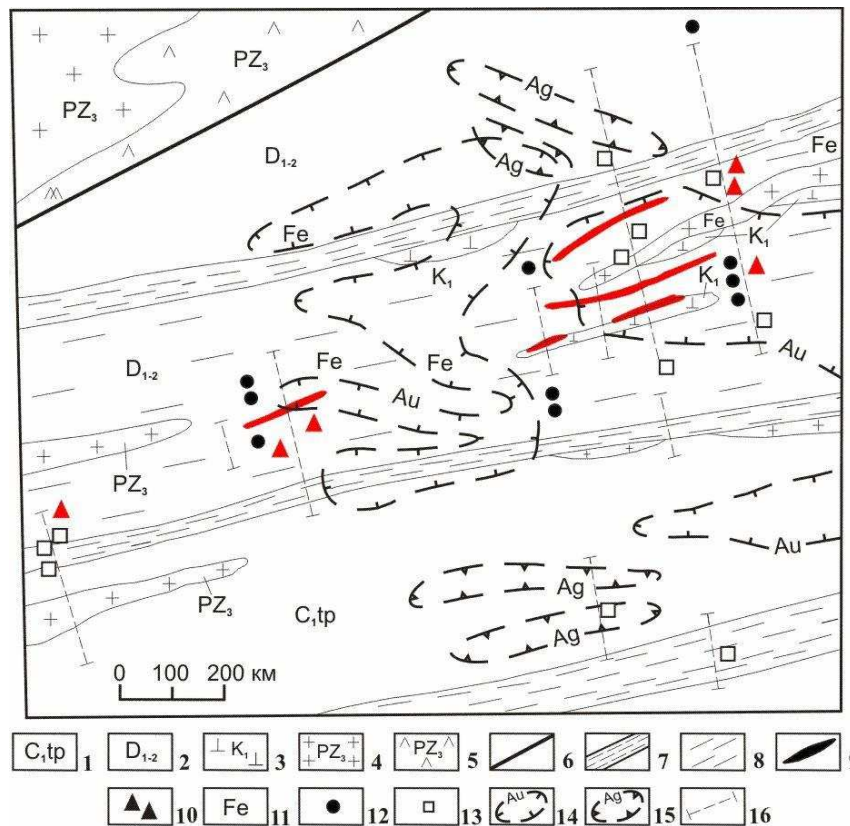 PZ₃
PZ₃
D₁₋₂
Ag
Ag
Fe
Fe
Fe
K₁
K₁
K₁
D₁₋₂
Fe
Fe
Au
Au
PZ₃
PZ₃
C₁tp
Au
Ag
Ag
0 100 200 км
C₁tp 1 D₁₋₂ 2 K₁ 3 PZ₃ 4 PZ₃ 5 6 7 8
10 Fe 11 12 13 Au 14 Ag 15 16